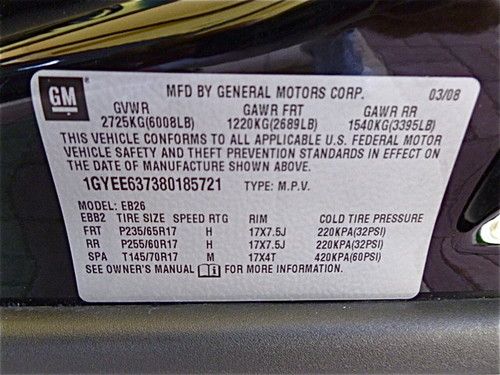 GM
MFD BY GENERAL MOTORS CORP. 03/08
GVWR GAWR FRT GAWR RR
2725KG(6008LB) 1220KG(2689LB) 1540KG(3395LB)
THIS VEHICLE CONFORMS TO ALL APPLICABLE U.S. FEDERAL MOTOR
VEHICLE SAFETY AND THEFT PREVENTION STANDARDS IN EFFECT ON
THE DATE OF MANUFACTURE SHOWN ABOVE.
1GYEE637380185721 TYPE: M.P.V.
MODEL: EB26
EBB2 TIRE SIZE SPEED RTG RIM COLD TIRE PRESSURE
FRT P235/65R17 H 17X7.5J 220KPA(32PSI)
RR P255/60R17 H 17X7.5J 220KPA(32PSI)
SPA T145/70R17 M 17X4T 420KPA(60PSI)
SEE OWNER'S MANUAL FOR MORE INFORMATION.